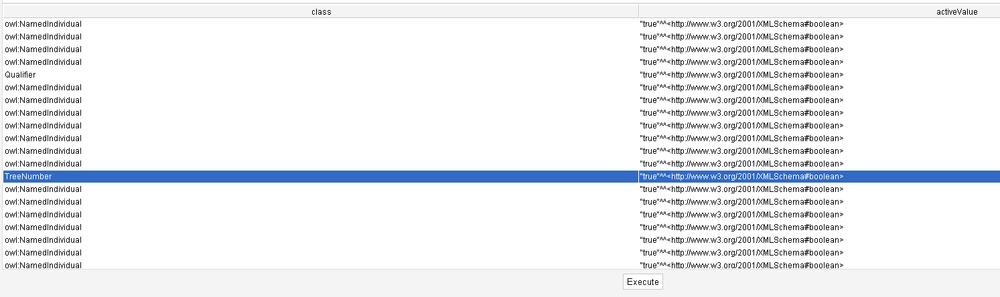 class activeValue
owl:NamedIndividual "true"^^<http://www.w3.org/2001/XMLSchema#boolean>
owl:NamedIndividual "true"^^<http://www.w3.org/2001/XMLSchema#boolean>
owl:NamedIndividual "true"^^<http://www.w3.org/2001/XMLSchema#boolean>
owl:NamedIndividual "true"^^<http://www.w3.org/2001/XMLSchema#boolean>
Qualifier "true"^^<http://www.w3.org/2001/XMLSchema#boolean>
owl:NamedIndividual "true"^^<http://www.w3.org/2001/XMLSchema#boolean>
owl:NamedIndividual "true"^^<http://www.w3.org/2001/XMLSchema#boolean>
owl:NamedIndividual "true"^^<http://www.w3.org/2001/XMLSchema#boolean>
owl:NamedIndividual "true"^^<http://www.w3.org/2001/XMLSchema#boolean>
owl:NamedIndividual "true"^^<http://www.w3.org/2001/XMLSchema#boolean>
owl:NamedIndividual "true"^^<http://www.w3.org/2001/XMLSchema#boolean>
owl:NamedIndividual "true"^^<http://www.w3.org/2001/XMLSchema#boolean>
TreeNumber "true"^^<http://www.w3.org/2001/XMLSchema#boolean>
owl:NamedIndividual "true"^^<http://www.w3.org/2001/XMLSchema#boolean>
owl:NamedIndividual "true"^^<http://www.w3.org/2001/XMLSchema#boolean>
owl:NamedIndividual "true"^^<http://www.w3.org/2001/XMLSchema#boolean>
owl:NamedIndividual "true"^^<http://www.w3.org/2001/XMLSchema#boolean>
owl:NamedIndividual "true"^^<http://www.w3.org/2001/XMLSchema#boolean>
owl:NamedIndividual "true"^^<http://www.w3.org/2001/XMLSchema#boolean>
owl:NamedIndividual "true"^^<http://www.w3.org/2001/XMLSchema#boolean>
Execute